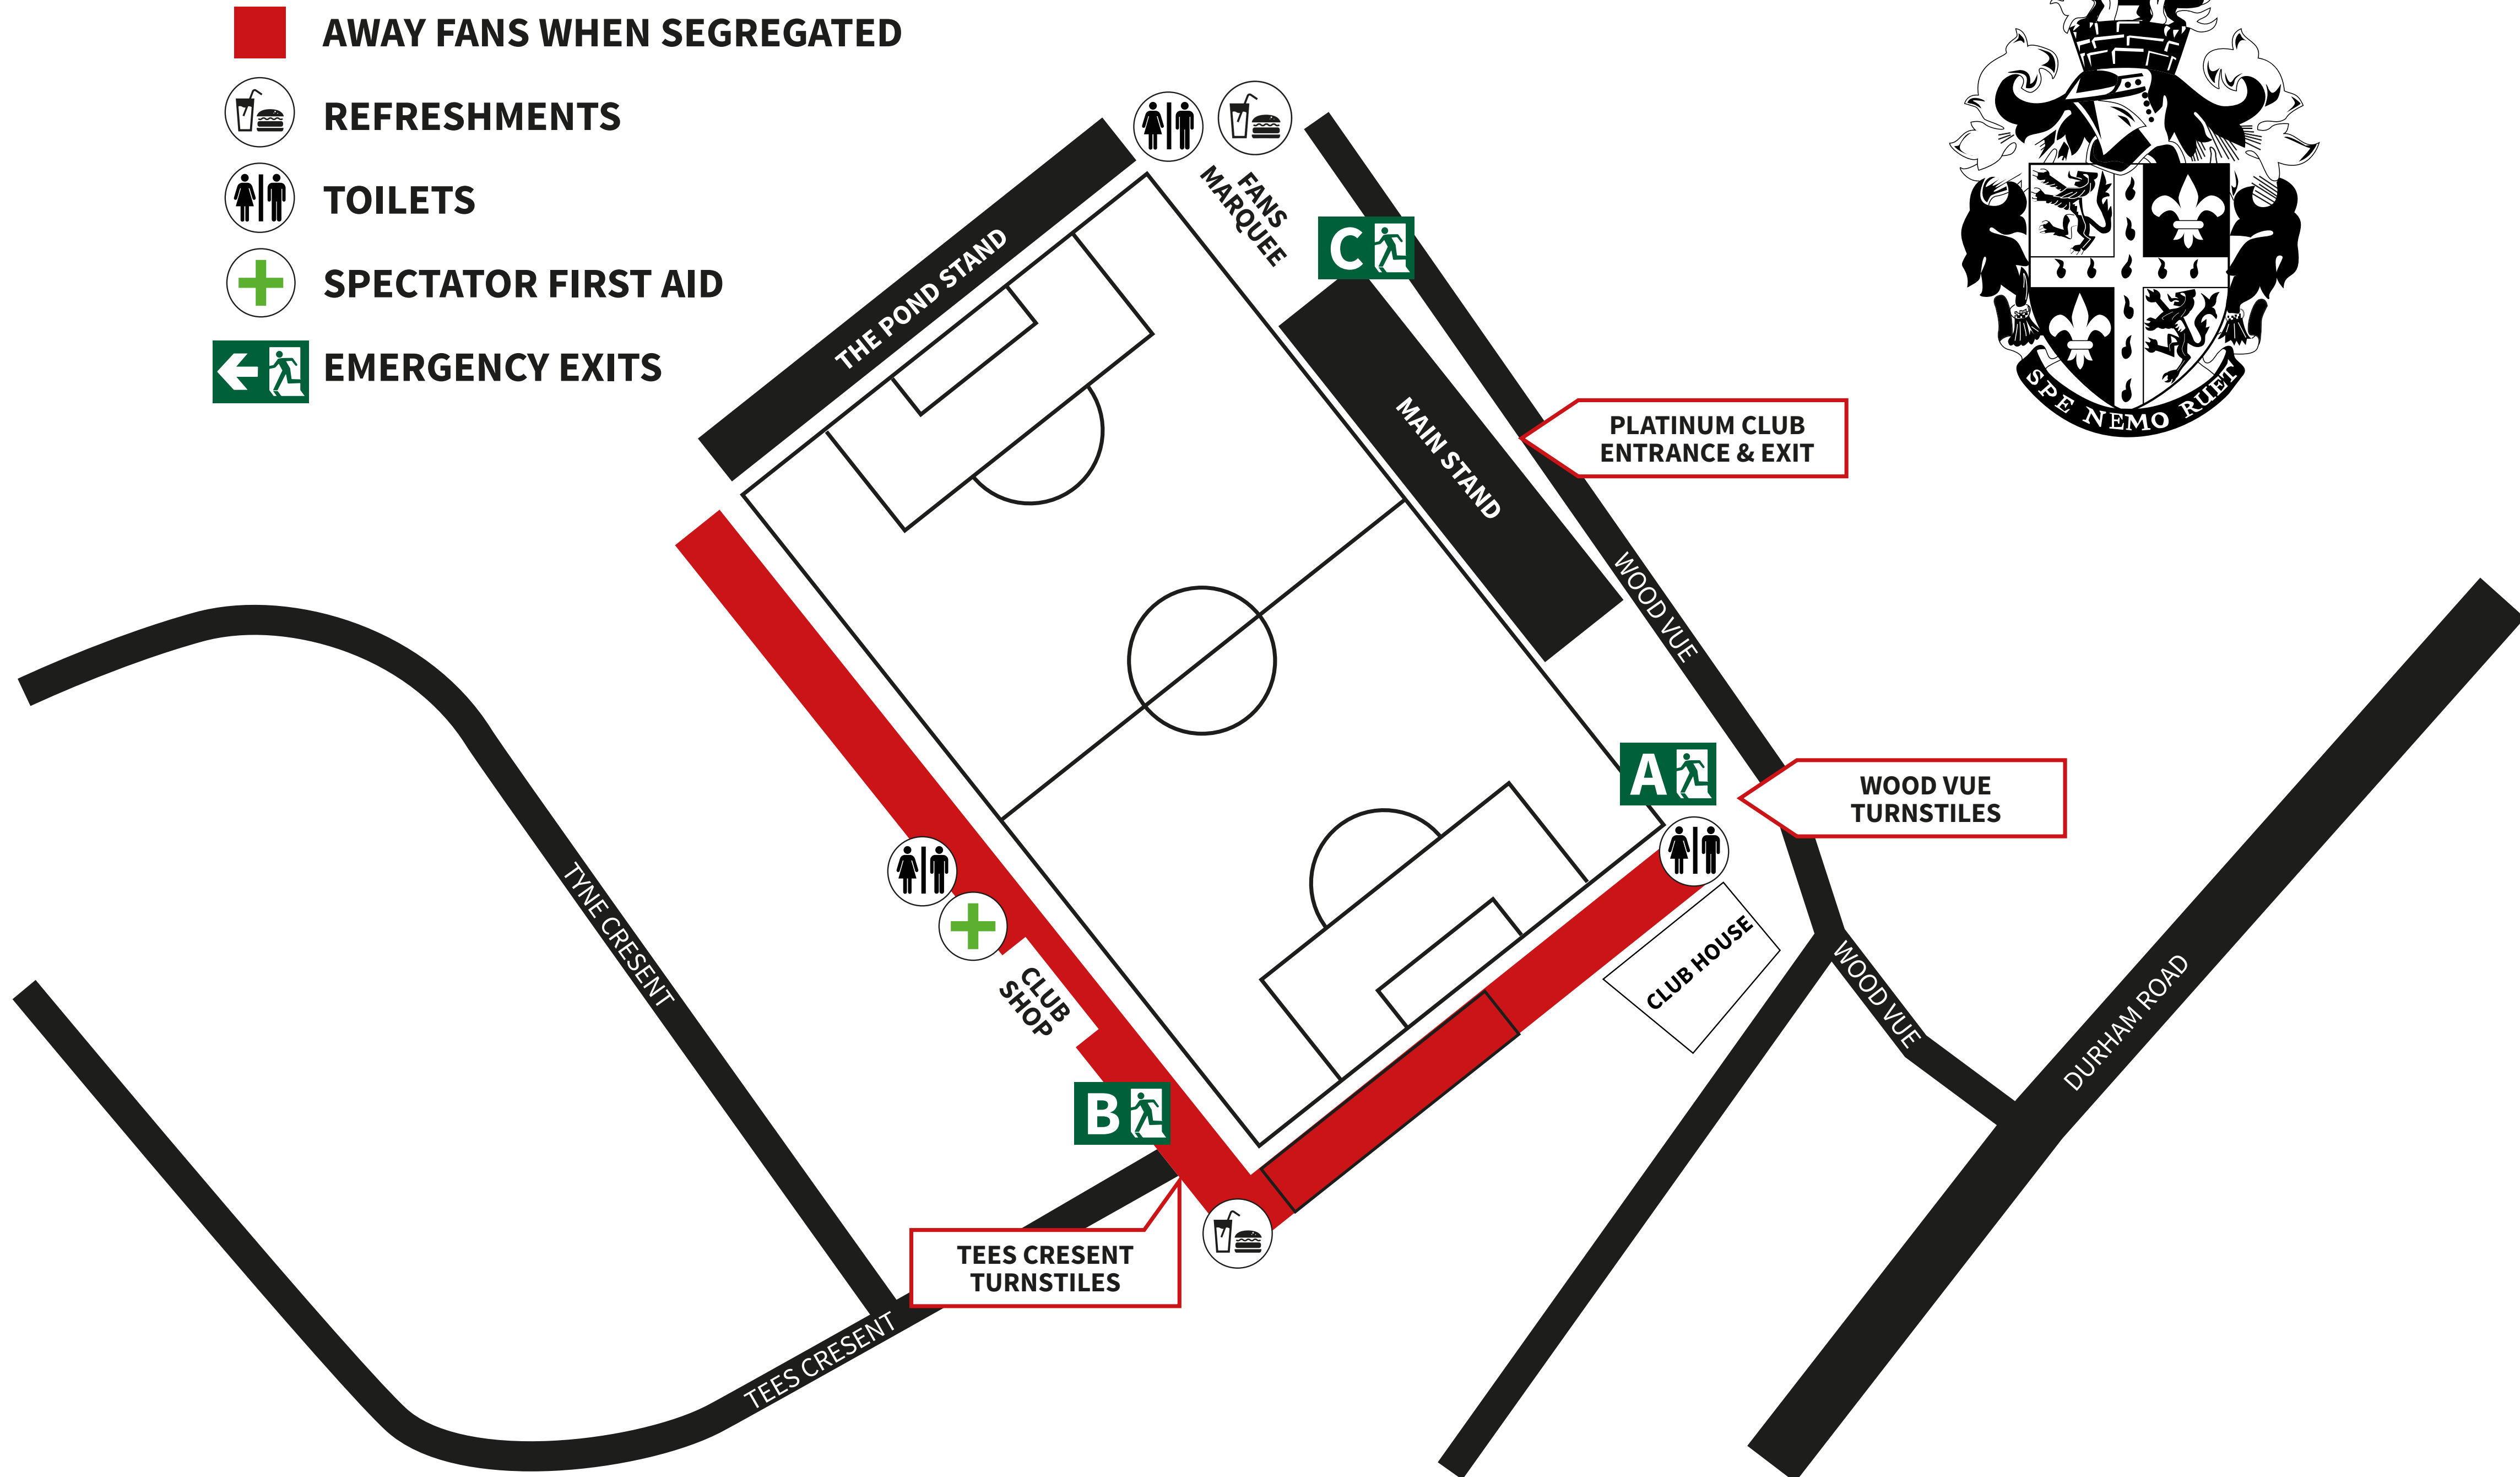 AWAY FANS WHEN SEGREGATED
REFRESHMENTS
TOILETS
SPECTATOR FIRST AID
EMERGENCY EXITS
SPE NEMO RUET
FANS
MARQUEE
C
THE POND STAND
MAIN STAND
PLATINUM CLUB
ENTRANCE & EXIT
WOOD VUE
A
WOOD VUE
TURNSTILES
TYNE CRESENT
CLUB
SHOP
CLUB HOUSE
WOOD VUE
DURHAM ROAD
B
TEES CRESENT
TURNSTILES
TEES CRESENT